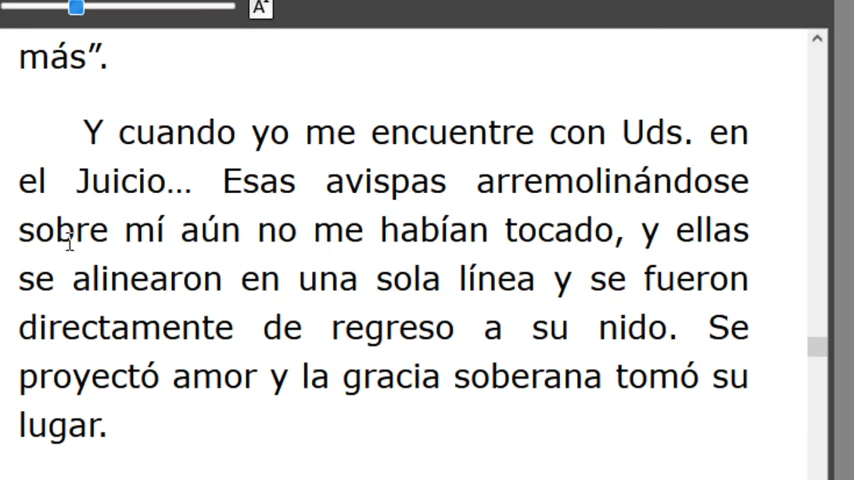 A
más”.
Y cuando yo me encuentre con Uds. en
el Juicio... Esas avispas arremolinándose
sobre mí aún no me habían tocado, y ellas
se alinearon en una sola línea y se fueron
directamente de regreso a su nido. Se
proyectó amor y la gracia soberana tomó su
lugar.